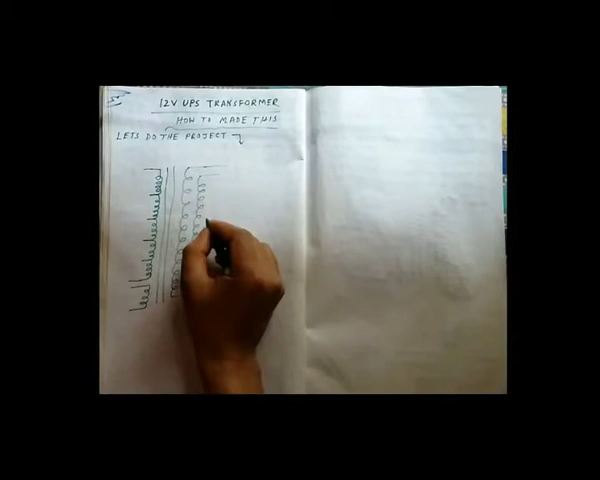 12V UPS TRANSFORMER
HOW TO MADE THIS
LETS DO THE PROJECT